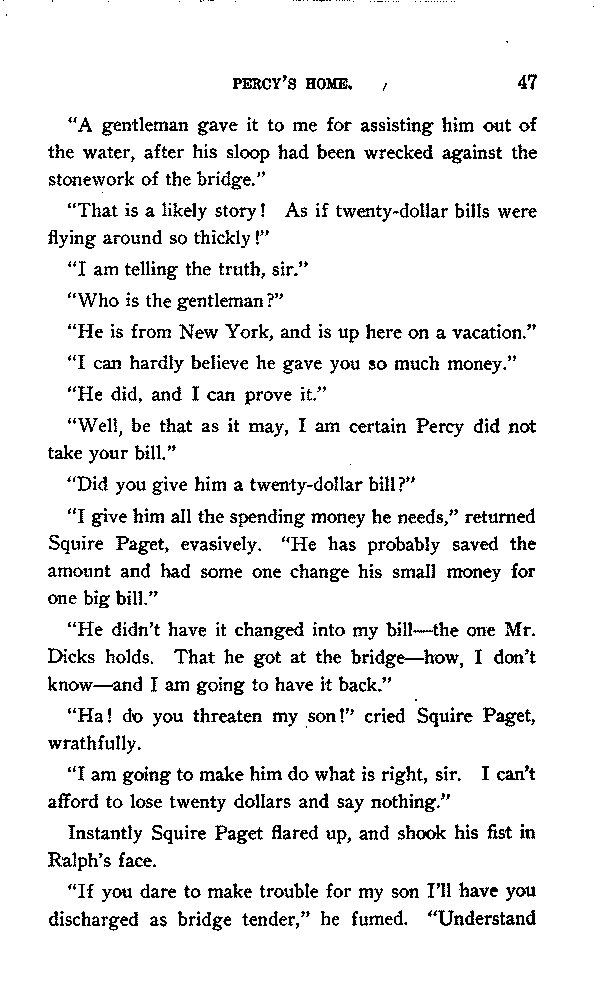 PERCY'S HOME. 47
"A gentleman gave it to me for assisting him out of
the water, after his sloop had been wrecked against the
stonework of the bridge."
"That is a likely story! As if twenty-dollar bills were
flying around so thickly!"
"I am telling the truth, sir."
"Who is the gentleman?"
"He is from New York, and is up here on a vacation."
"I can hardly believe he gave you so much money."
"He did, and I can prove it."
"Well, be that as it may, I am certain Percy did not
take your bill."
"Did you give him a twenty-dollar bill?"
"I give him all the spending money he needs," returned
Squire Paget, evasively. "He has probably saved the
amount and had some one change his small money for
one big bill."
"He didn't have it changed into my bill—the one Mr.
Dicks holds. That he got at the bridge—how, I don't
know—and I am going to have it back."
"Ha! do you threaten my son!" cried Squire Paget,
wrathfully.
"I am going to make him do what is right, sir. I can't
afford to lose twenty dollars and say nothing."
Instantly Squire Paget flared up, and shook his fist in
Ralph's face.
"If you dare to make trouble for my son I'll have you
discharged as bridge tender," he fumed. "Understand